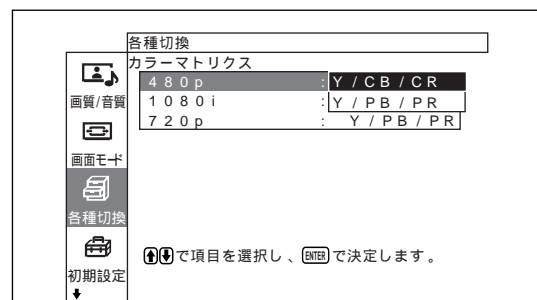 各種切換
カラーマトリクス
480p : Y/CB/CR
1080i : Y/PB/PR
720p : Y/PB/PR
画質/音質
画面モード
各種切換
初期設定
で項目を選択し、ENTERで決定します。